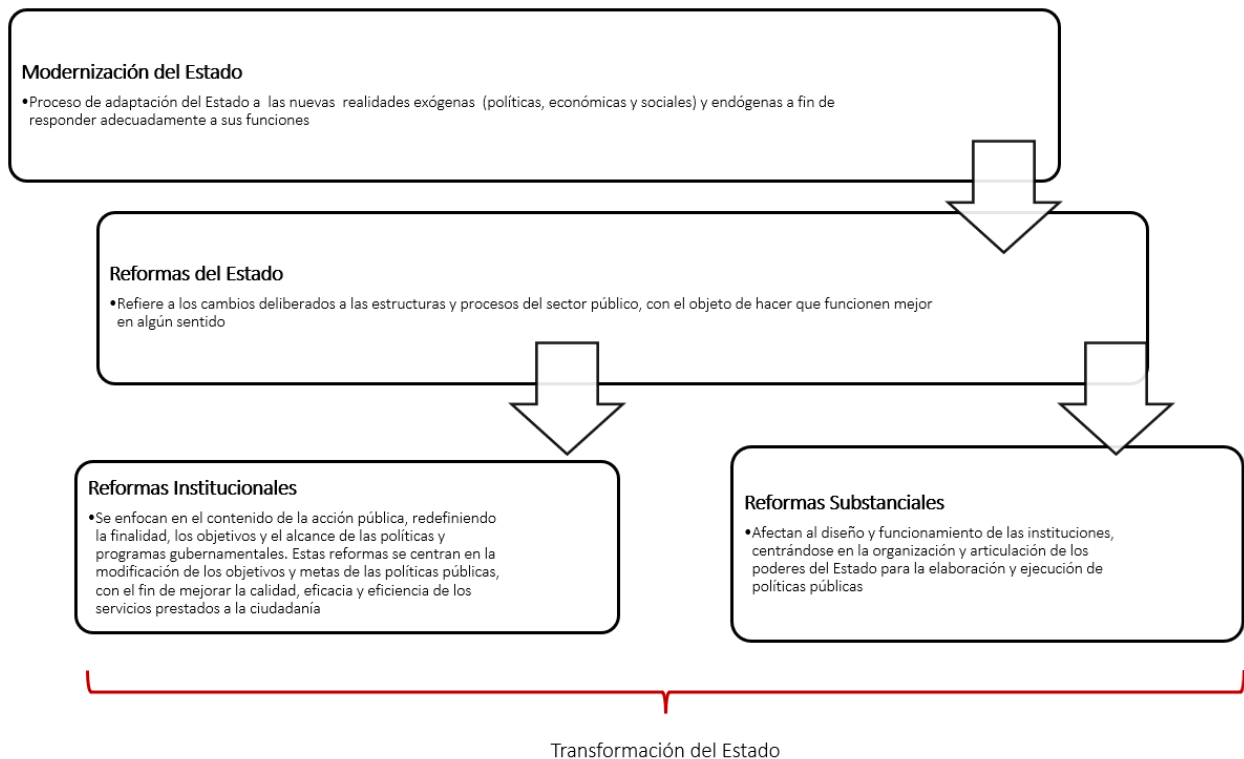 Modernización del Estado
•Proceso de adaptación del Estado a las nuevas realidades exógenas (políticas, económicas y sociales) y endógenas a fin de
responder adecuadamente a sus funciones
Reformas del Estado
•Refiere a los cambios deliberados a las estructuras y procesos del sector público, con el objeto de hacer que funcionen mejor
en algún sentido
Reformas Institucionales
•Se enfocan en el contenido de la acción pública, redefiniendo
la finalidad, los objetivos y el alcance de las políticas y
programas gubernamentales. Estas reformas se centran en la
modificación de los objetivos y metas de las políticas públicas,
con el fin de mejorar la calidad, eficacia y eficiencia de los
servicios prestados a la ciudadanía
Reformas Substanciales
•Afectan al diseño y funcionamiento de las instituciones,
centrándose en la organización y articulación de los
poderes del Estado para la elaboración y ejecución de
políticas públicas
Transformación del Estado